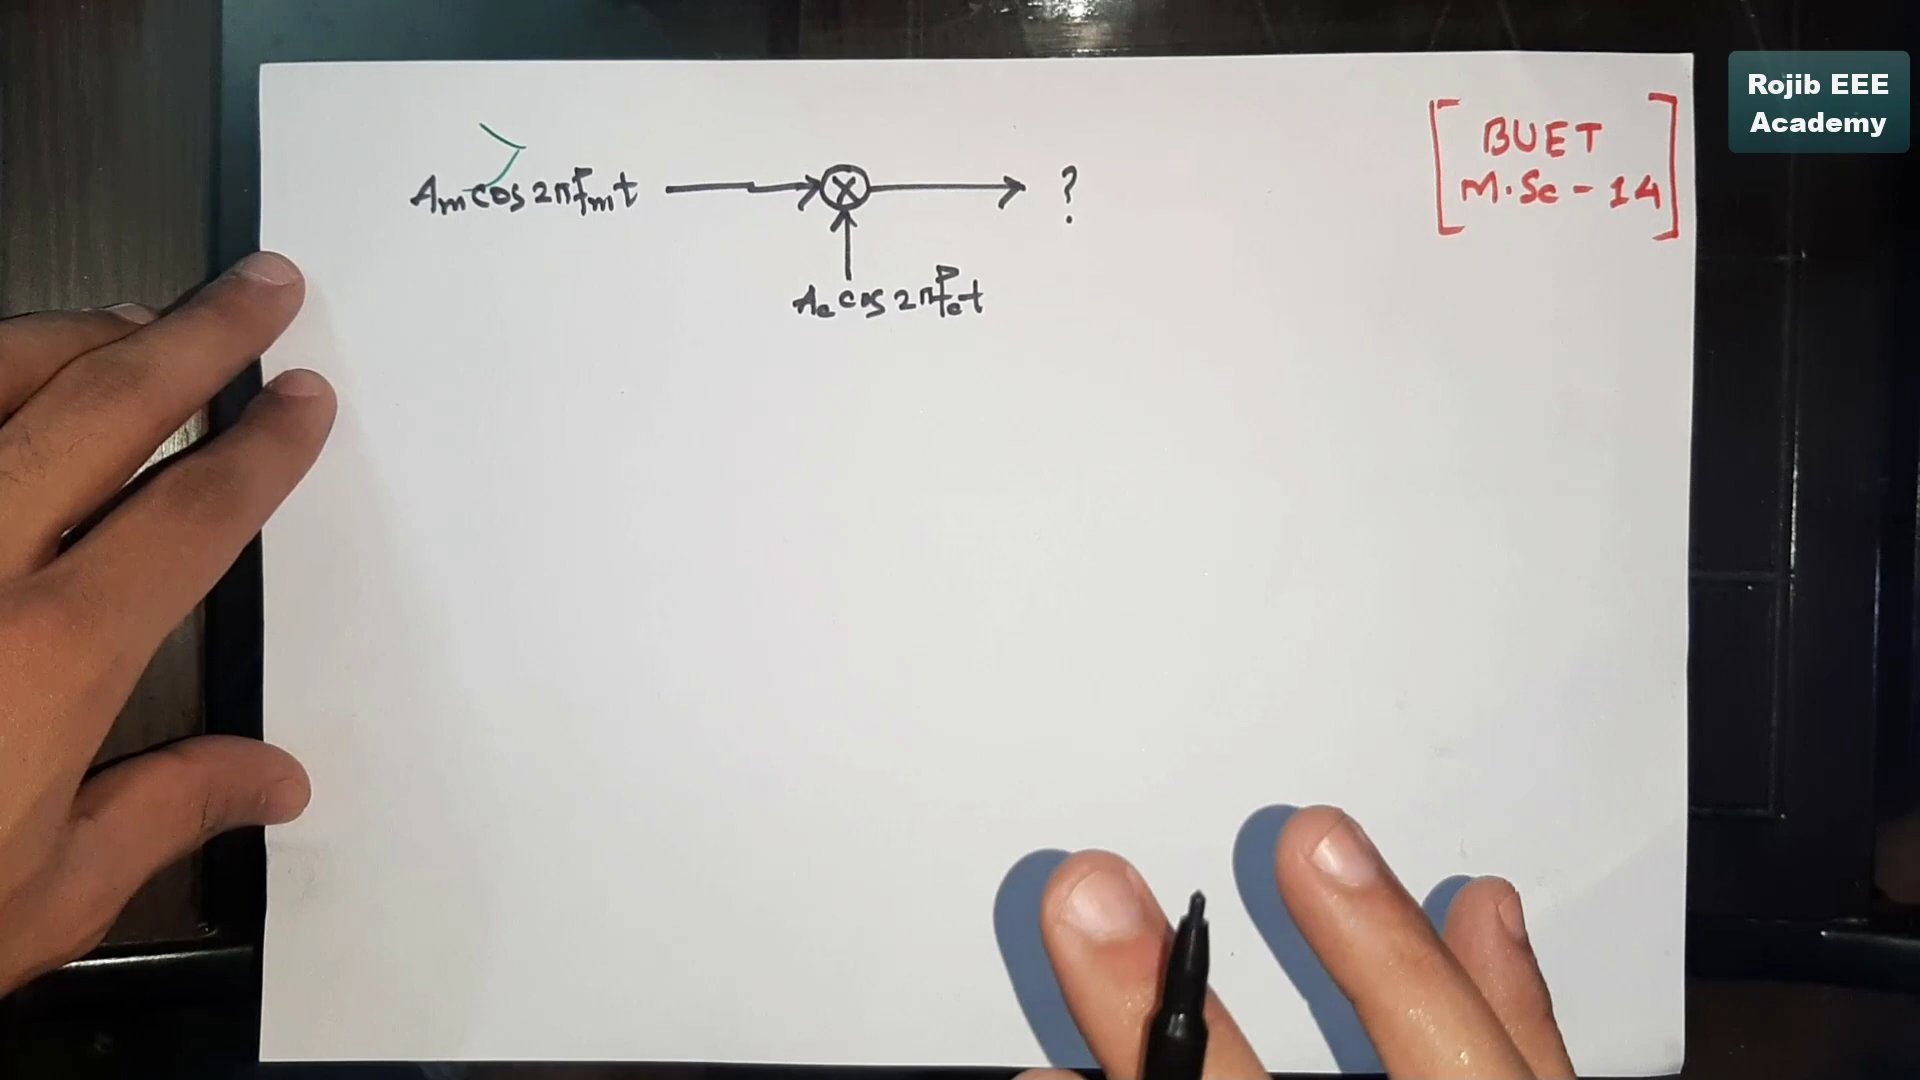 Rojib EEE
Academy
[BUET
M.Sc - 14]
Am cos 2πfmt
?
Ac cos 2πfct